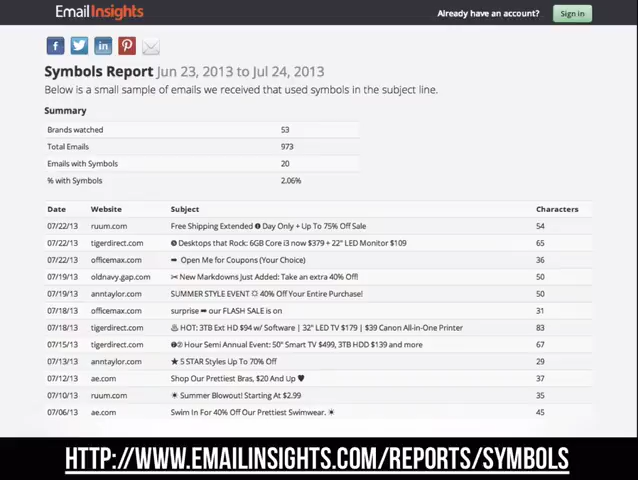 EmailInsights Already have an account? Sign in
Symbols Report Jun 23, 2013 to Jul 24, 2013
Below is a small sample of emails we received that used symbols in the subject line.
Summary
Brands watched 53
Total Emails 973
Emails with Symbols 20
% with Symbols 2.06%
Date Website Subject Characters
07/22/13 ruum.com Free Shipping Extended ❶ Day Only + Up To 75% Off Sale 54
07/22/13 tigerdirect.com Desktops that Rock: 6GB Core i3 now $379 + 22" LED Monitor $109 65
07/22/13 officemax.com ➡ Open Me for Coupons (Your Choice) 36
07/19/13 oldnavy.gap.com ✂ New Markdowns Just Added: Take an extra 40% Off! 50
07/19/13 anntaylor.com SUMMER STYLE EVENT ☼ 40% Off Your Entire Purchase! 50
07/18/13 officemax.com surprise ➡ our FLASH SALE is on 31
07/18/13 tigerdirect.com ♨ HOT: 3TB Ext HD $94 w/ Software | 32" LED TV $179 | $39 Canon All-in-One Printer 83
07/15/13 tigerdirect.com ❶❷ Hour Semi Annual Event: 50" Smart TV $499, 3TB HDD $139 and more 67
07/13/13 anntaylor.com ★ 5 STAR Styles Up To 70% Off 29
07/12/13 ae.com Shop Our Prettiest Bras, $20 And Up ♥ 37
07/10/13 ruum.com ☀ Summer Blowout! Starting At $2.99 35
07/06/13 ae.com Swim In For 40% Off Our Prettiest Swimwear. ☀ 45
HTTP://WWW.EMAILINSIGHTS.COM/REPORTS/SYMBOLS